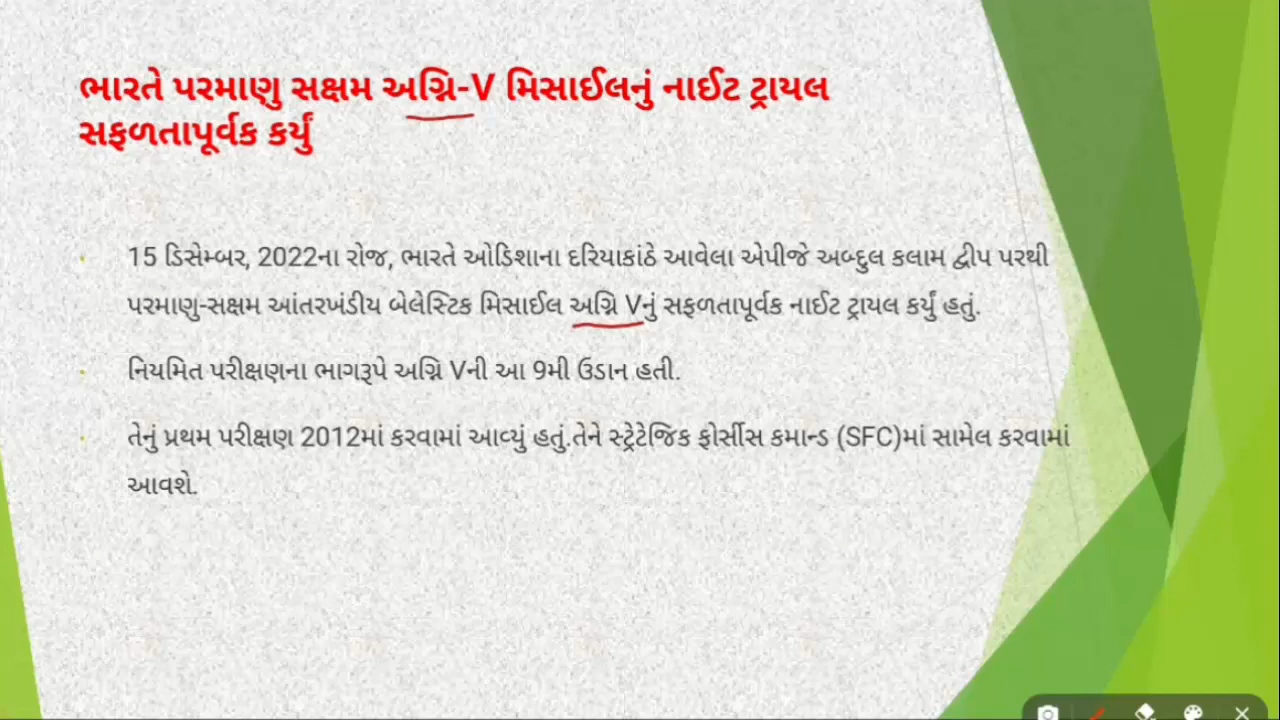 ભારતે પરમાણુ સક્ષમ અગ્નિ-V મિસાઈલનું નાઈટ ટ્રાયલ
સફળતાપૂર્વક કર્યું
15 ડિસેમ્બર, 2022ના રોજ, ભારતે ઓડિશાના દરિયાકાંઠે આવેલા એપીજે અબ્દુલ કલામ દ્વીપ પરથી
પરમાણુ-સક્ષમ આંતરખંડીય બેલેસ્ટિક મિસાઈલ અગ્નિ Vનું સફળતાપૂર્વક નાઈટ ટ્રાયલ કર્યું હતું.
નિયમિત પરીક્ષણના ભાગરૂપે અગ્નિ Vની આ 9મી ઉડાન હતી.
તેનું પ્રથમ પરીક્ષણ 2012માં કરવામાં આવ્યું હતું.તેને સ્ટ્રેટેજિક ફોર્સીસ કમાન્ડ (SFC)માં સામેલ કરવામાં
આવશે.